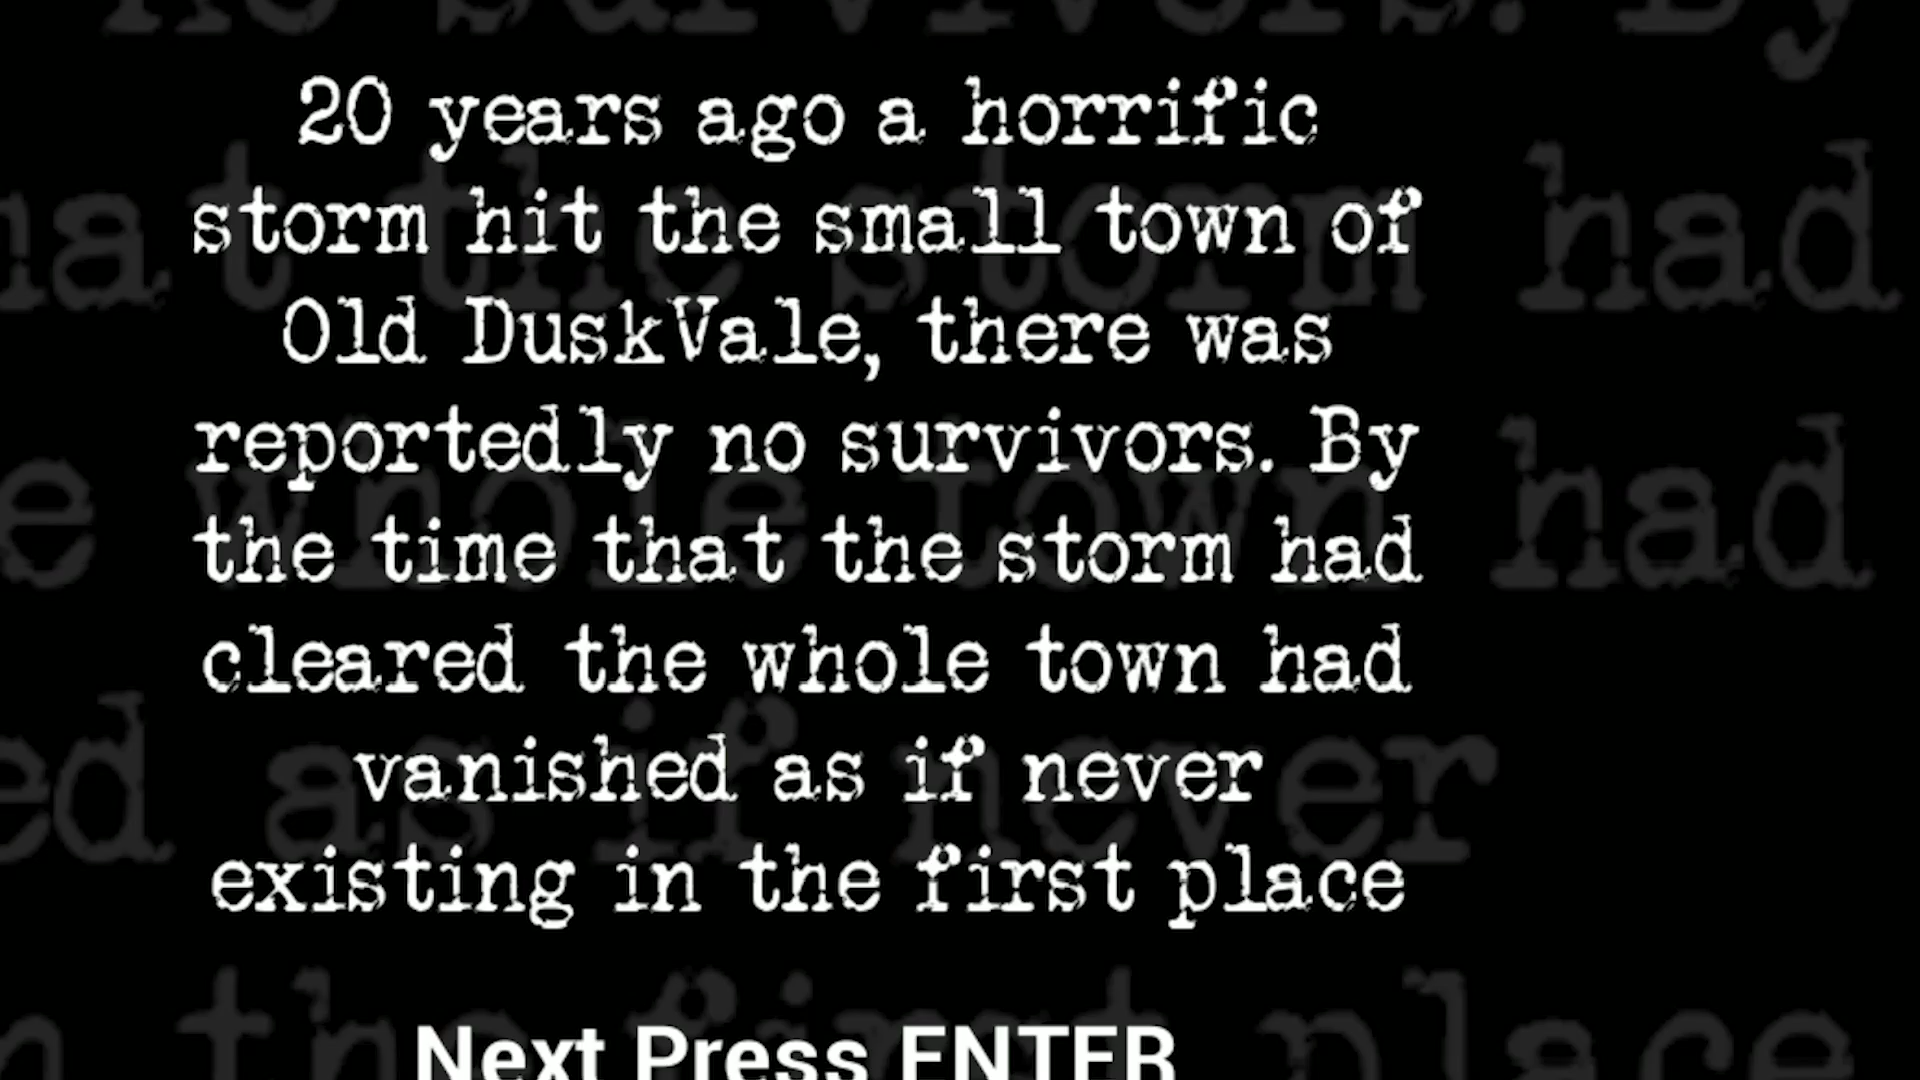 20 years ago a horrific
storm hit the small town of
Old DuskVale, there was
reportedly no survivors. By
the time that the storm had
cleared the whole town had
vanished as if never
existing in the first place
Next Press ENTER